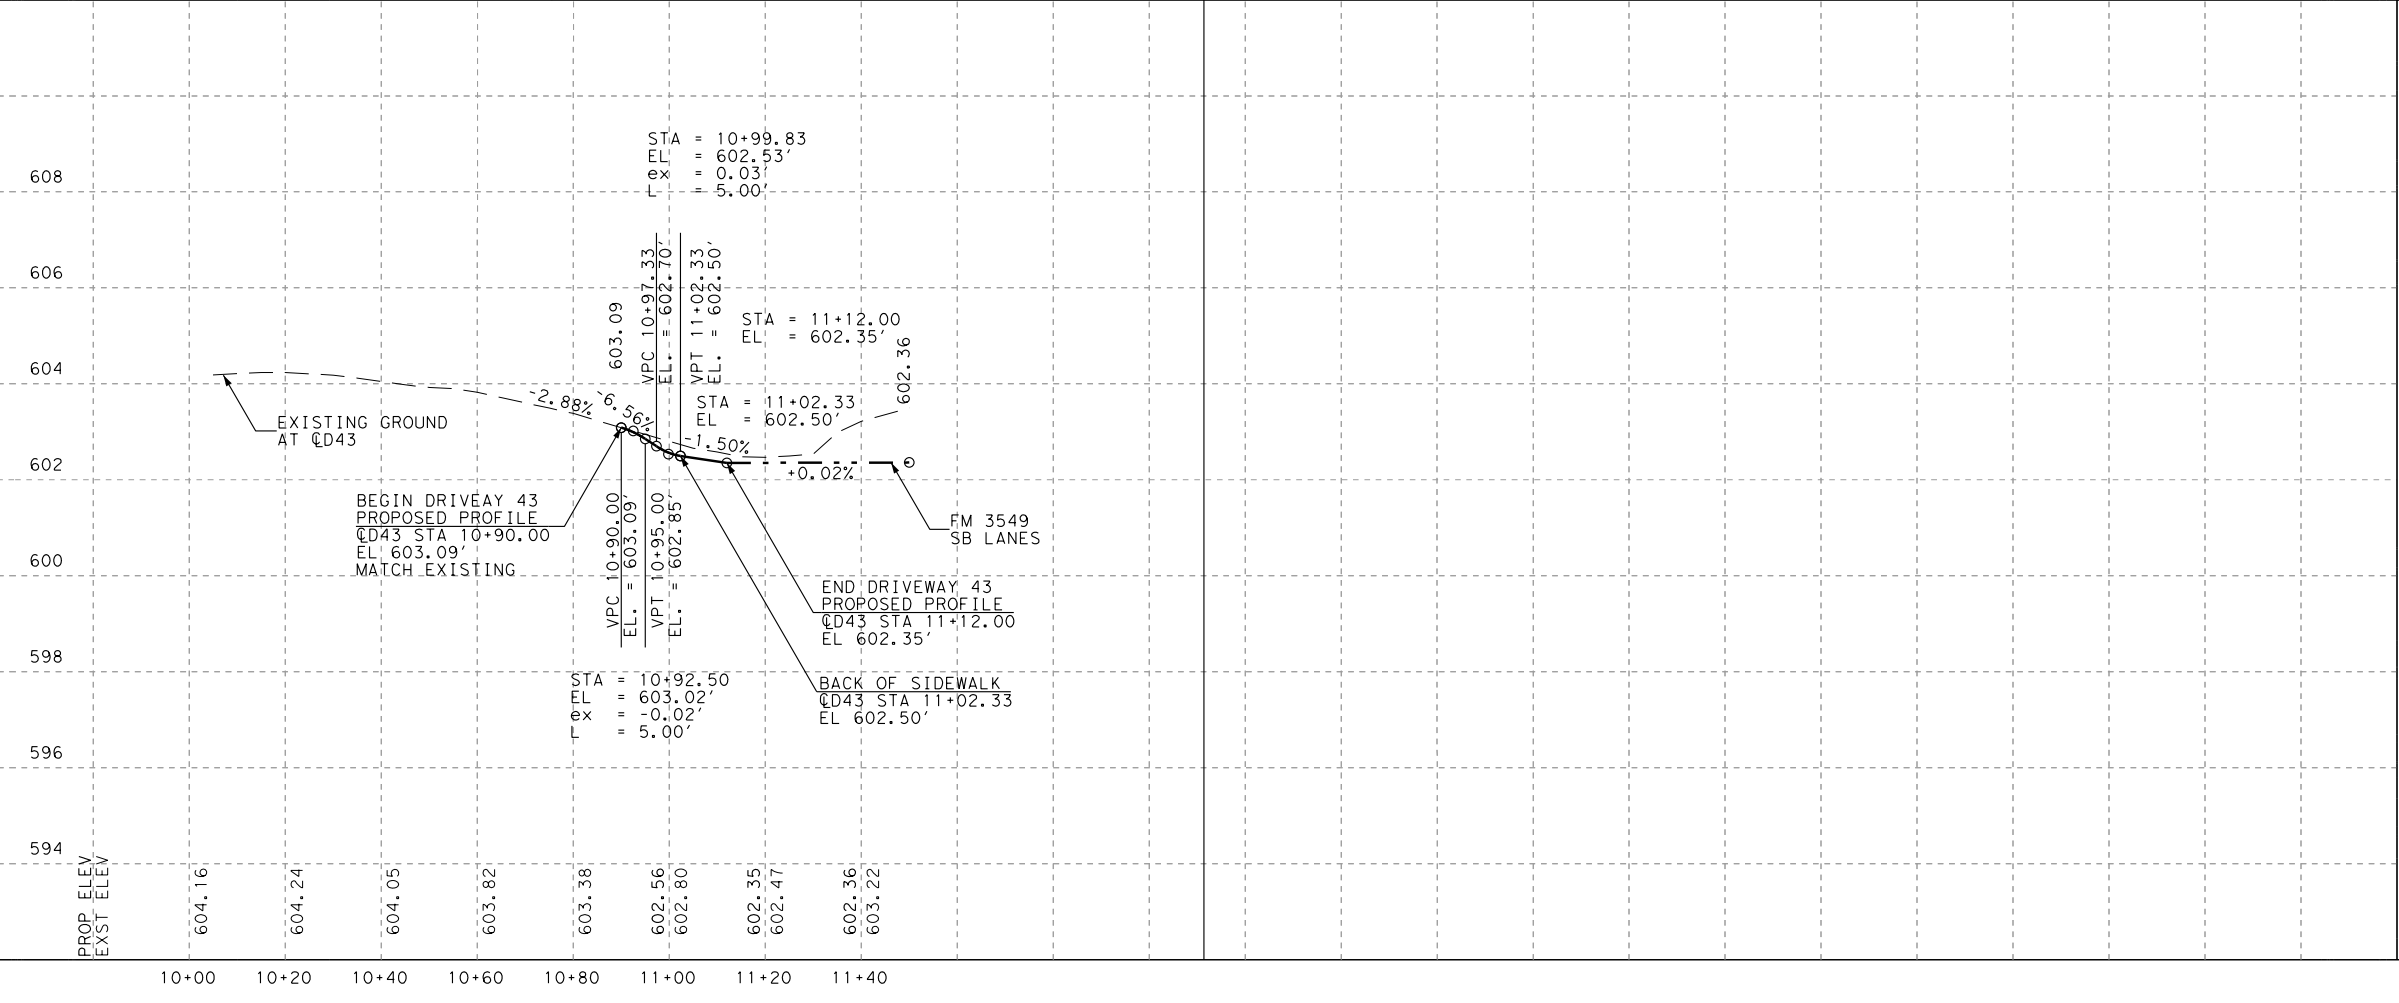 STA = 10+99.83
EL = 602.53'
ex = 0.03'
L = 5.00'
608
606
604
602
600
598
596
594
603.09
VPC 10+97.33
EL. = 602.70'
VPT 11+02.33
EL. = 602.50'
STA = 11+12.00
EL = 602.35'
602.36
STA = 11+02.33
EL = 602.50'
-2.88%
-6.56%
-1.50%
+0.02%
EXISTING GROUND
AT ℄D43
BEGIN DRIVEAY 43
PROPOSED PROFILE
℄D43 STA 10+90.00
EL 603.09'
MATCH EXISTING
VPC 10+90.00
EL. = 603.09'
VPT 10+95.00
EL. = 602.85'
FM 3549
SB LANES
END DRIVEWAY 43
PROPOSED PROFILE
℄D43 STA 11+12.00
EL 602.35'
BACK OF SIDEWALK
℄D43 STA 11+02.33
EL 602.50'
STA = 10+92.50
EL = 603.02'
ex = -0.02'
L = 5.00'
PROP ELEV
EXST ELEV
604.16
604.24
604.05
603.82
603.38
602.56
602.80
602.35
602.47
602.36
603.22
10+00 10+20 10+40 10+60 10+80 11+00 11+20 11+40